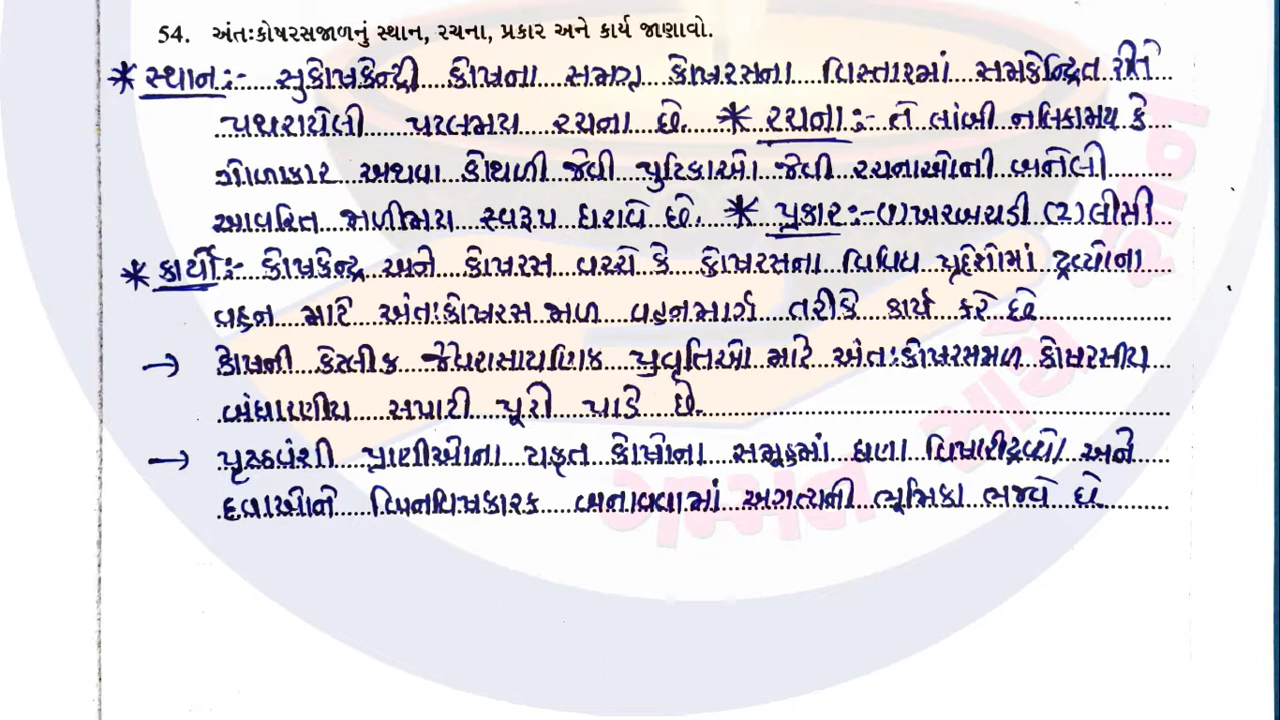 54. અંતઃકોષરસજાળનું સ્થાન, રચના, પ્રકાર અને કાર્ય જાણાવો.
* સ્થાન:- સુકોષકેન્દ્રી કોષના સમગ્ર કોષરસના વિસ્તારમાં સમકેન્દ્રિત રીતે
પથરાયેલી પટલમય રચના છે. * રચના:- તે લાંબી નલિકામય કે
ગોળાકાર અથવા કોથળી જેવી પુટિકાઓ જેવી રચનાઓની બનેલી
આવરિત જાળીમય સ્વરૂપ ધરાવે છે. * પ્રકાર:- (૧) ખરબચડી (૨) લીસી
* કાર્યો:- કોષકેન્દ્ર અને કોષરસ વચ્ચે કે કોષરસના વિવિધ પ્રદેશોમાં દ્રવ્યોના
વહન માટે અંતઃકોષરસ જાળ વહનમાર્ગ તરીકે કાર્ય કરે છે
→ કોષની કેટલીક જૈવરાસાયણિક પ્રવૃતિઓ માટે અંતઃકોષરસજાળ કોષરસીય
બંધારણીય સપાટી પૂરી પાડે છે.
→ પૃષ્ઠવંશી પ્રાણીઓના યકૃત કોષોના સમૂહમાં ઘણા વિષારીદ્રવ્યો અને
દવાઓને બિનવિષકારક બનાવવામાં અગત્યની ભૂમિકા ભજવે છે